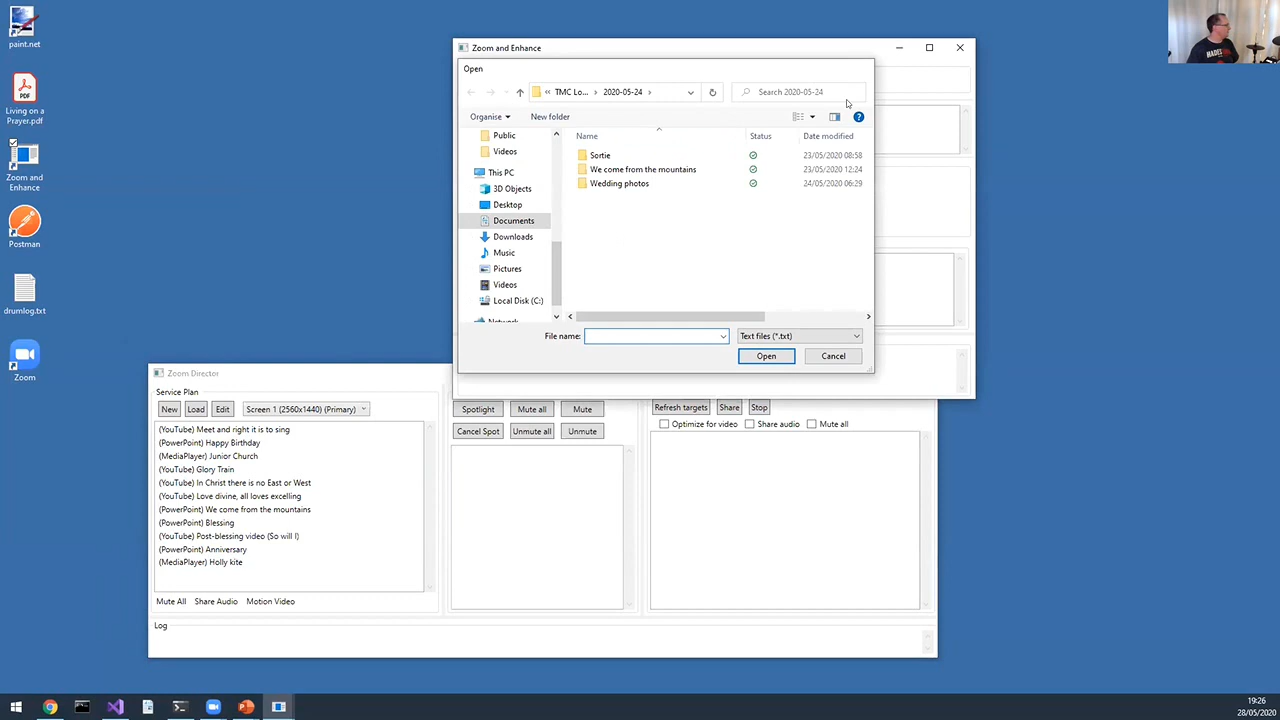 paint.net
Living on a
Prayer.pdf
Zoom and
Enhance
Postman
drumlog.txt
Zoom
Zoom and Enhance
Open
« TMC Lo... › 2020-05-24 ›
Search 2020-05-24
Organise
New folder
Public
Videos
This PC
3D Objects
Desktop
Documents
Downloads
Music
Pictures
Videos
Local Disk (C:)
Network
Name Status Date modified
Sortie 23/05/2020 08:58
We come from the mountains 23/05/2020 12:24
Wedding photos 24/05/2020 06:29
File name:
Text files (*.txt)
Open Cancel
Zoom Director
Service Plan
New Load Edit Screen 1 (2560x1440) (Primary)
(YouTube) Meet and right it is to sing
(PowerPoint) Happy Birthday
(MediaPlayer) Junior Church
(YouTube) Glory Train
(YouTube) In Christ there is no East or West
(YouTube) Love divine, all loves excelling
(PowerPoint) We come from the mountains
(PowerPoint) Blessing
(YouTube) Post-blessing video (So will I)
(PowerPoint) Anniversary
(MediaPlayer) Holly kite
Mute All Share Audio Motion Video
Spotlight Mute all Mute
Cancel Spot Unmute all Unmute
Refresh targets Share Stop
Optimize for video Share audio Mute all
Log
19:26
28/05/2020